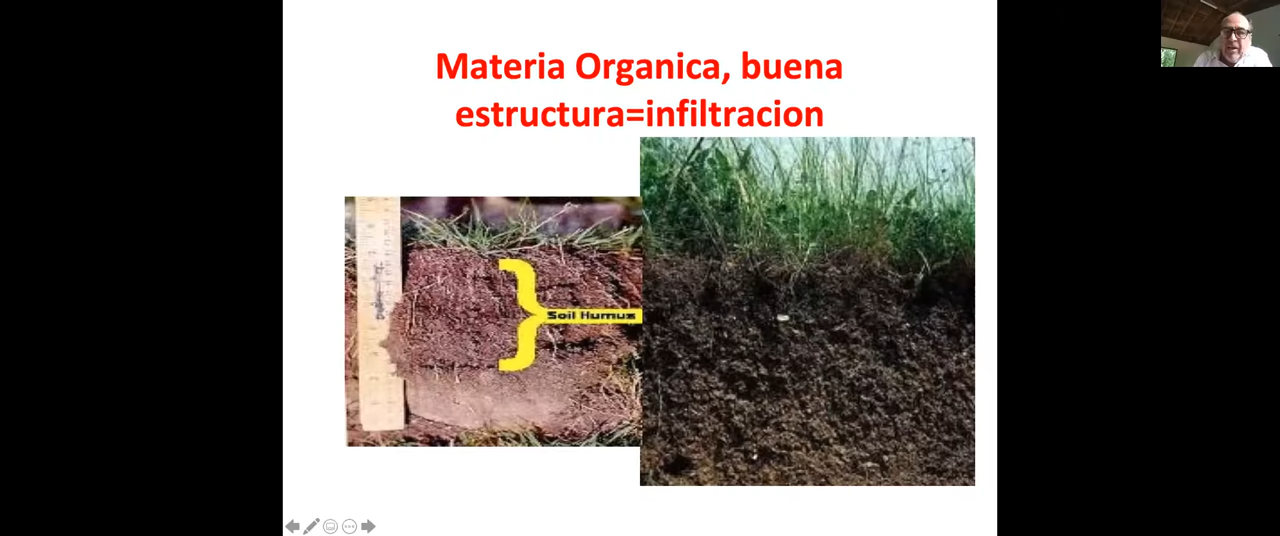 Materia Organica, buena
estructura=infiltracion
Soil Humus